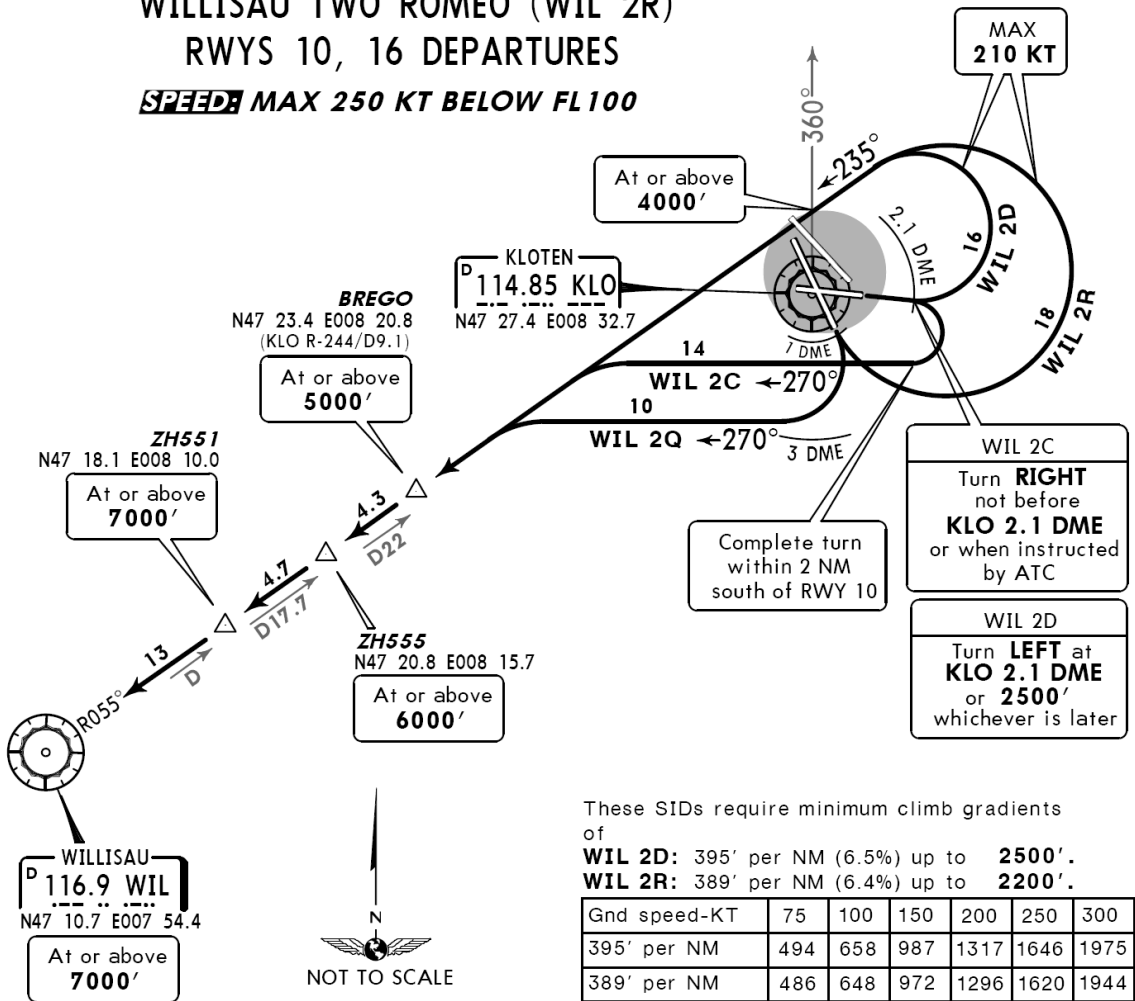 WILLISAU TWO ROMEO (WIL 2R)
RWYS 10, 16 DEPARTURES
SPEED: MAX 250 KT BELOW FL100
MAX
210 KT
360°
←235°
At or above
4000'
2.1 DME
16
WIL 2D
18
WIL 2R
KLOTEN
D 114.85 KLO
N47 27.4 E008 32.7
1 DME
14
WIL 2C ←270°
10
WIL 2Q ←270°
3 DME
BREGO
N47 23.4 E008 20.8
(KLO R-244/D9.1)
At or above
5000'
ZH551
N47 18.1 E008 10.0
At or above
7000'
4.3
D22
4.7
D17.7
13
D
R055°
ZH555
N47 20.8 E008 15.7
At or above
6000'
Complete turn
within 2 NM
south of RWY 10
WIL 2C
Turn RIGHT
not before
KLO 2.1 DME
or when instructed
by ATC
WIL 2D
Turn LEFT at
KLO 2.1 DME
or 2500'
whichever is later
WILLISAU
D 116.9 WIL
N47 10.7 E007 54.4
At or above
7000'
N
NOT TO SCALE
These SIDs require minimum climb gradients
of
WIL 2D: 395' per NM (6.5%) up to 2500'.
WIL 2R: 389' per NM (6.4%) up to 2200'.
Gnd speed-KT 75 100 150 200 250 300
395' per NM 494 658 987 1317 1646 1975
389' per NM 486 648 972 1296 1620 1944